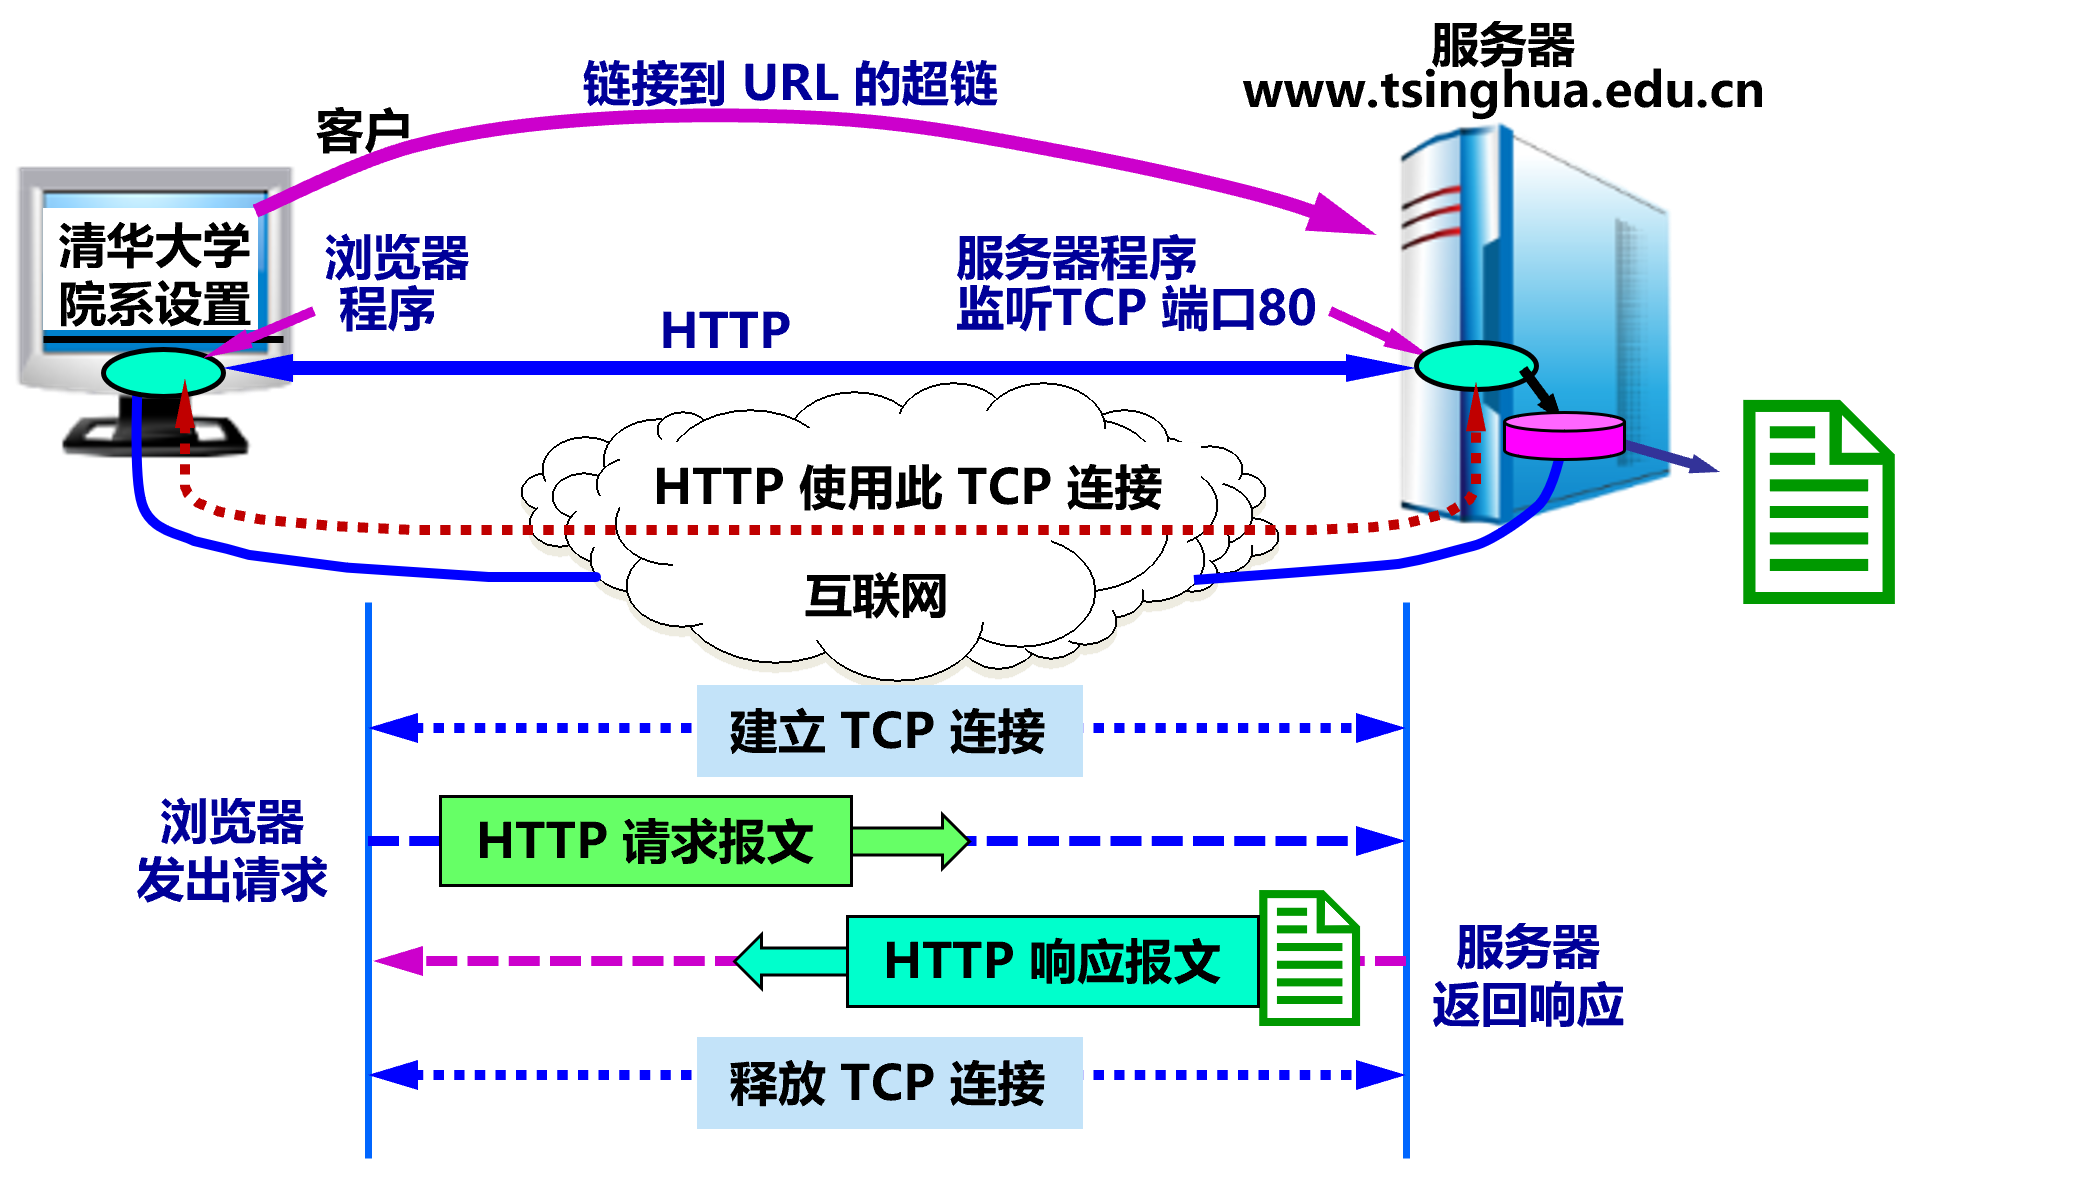 服务器
www.tsinghua.edu.cn
链接到 URL 的超链
客户
清华大学
院系设置
浏览器
程序
服务器程序
监听TCP 端口80
HTTP
HTTP 使用此 TCP 连接
互联网
建立 TCP 连接
浏览器
发出请求
HTTP 请求报文
HTTP 响应报文
服务器
返回响应
释放 TCP 连接